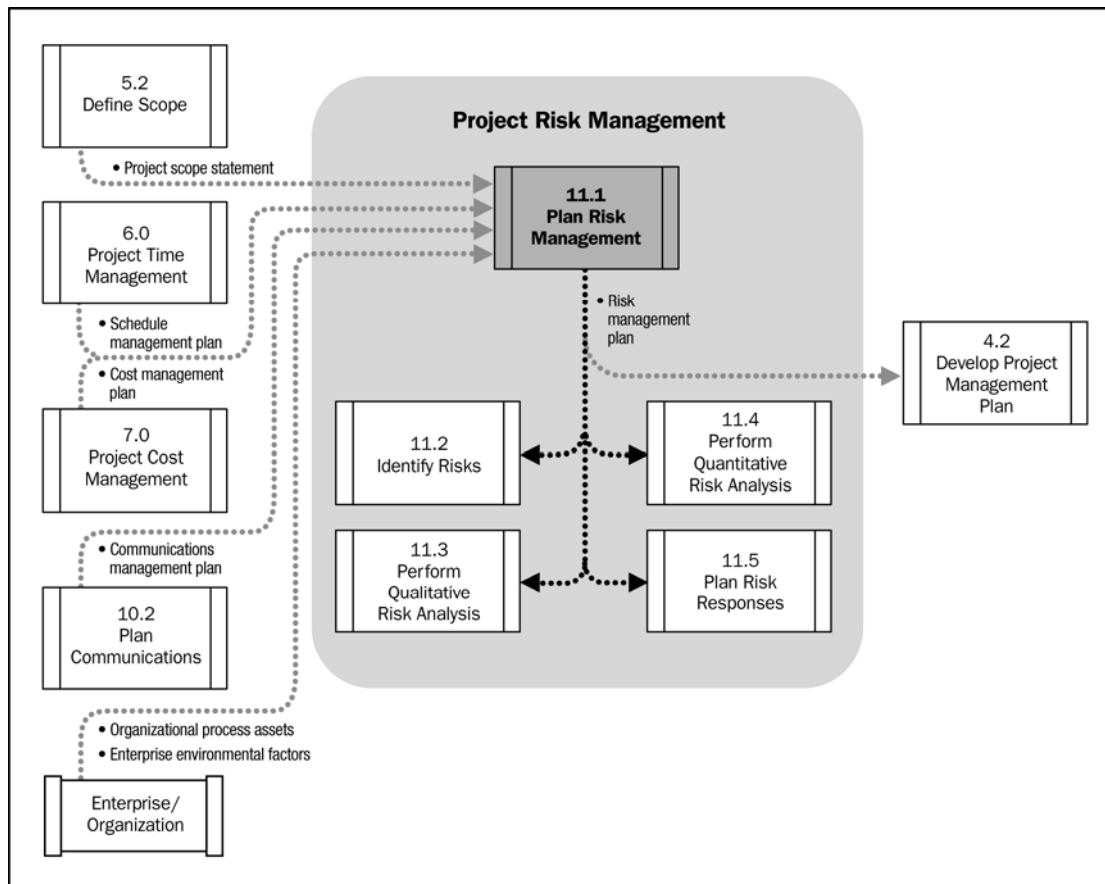 5.2
Define Scope
• Project scope statement
6.0
Project Time
Management
• Schedule
management plan
• Cost management
plan
7.0
Project Cost
Management
• Communications
management plan
10.2
Plan
Communications
• Organizational process assets
• Enterprise environmental factors
Enterprise/
Organization
Project Risk Management
11.1
Plan Risk
Management
• Risk
management
plan
11.2
Identify Risks
11.4
Perform
Quantitative
Risk Analysis
11.3
Perform
Qualitative
Risk Analysis
11.5
Plan Risk
Responses
4.2
Develop Project
Management
Plan